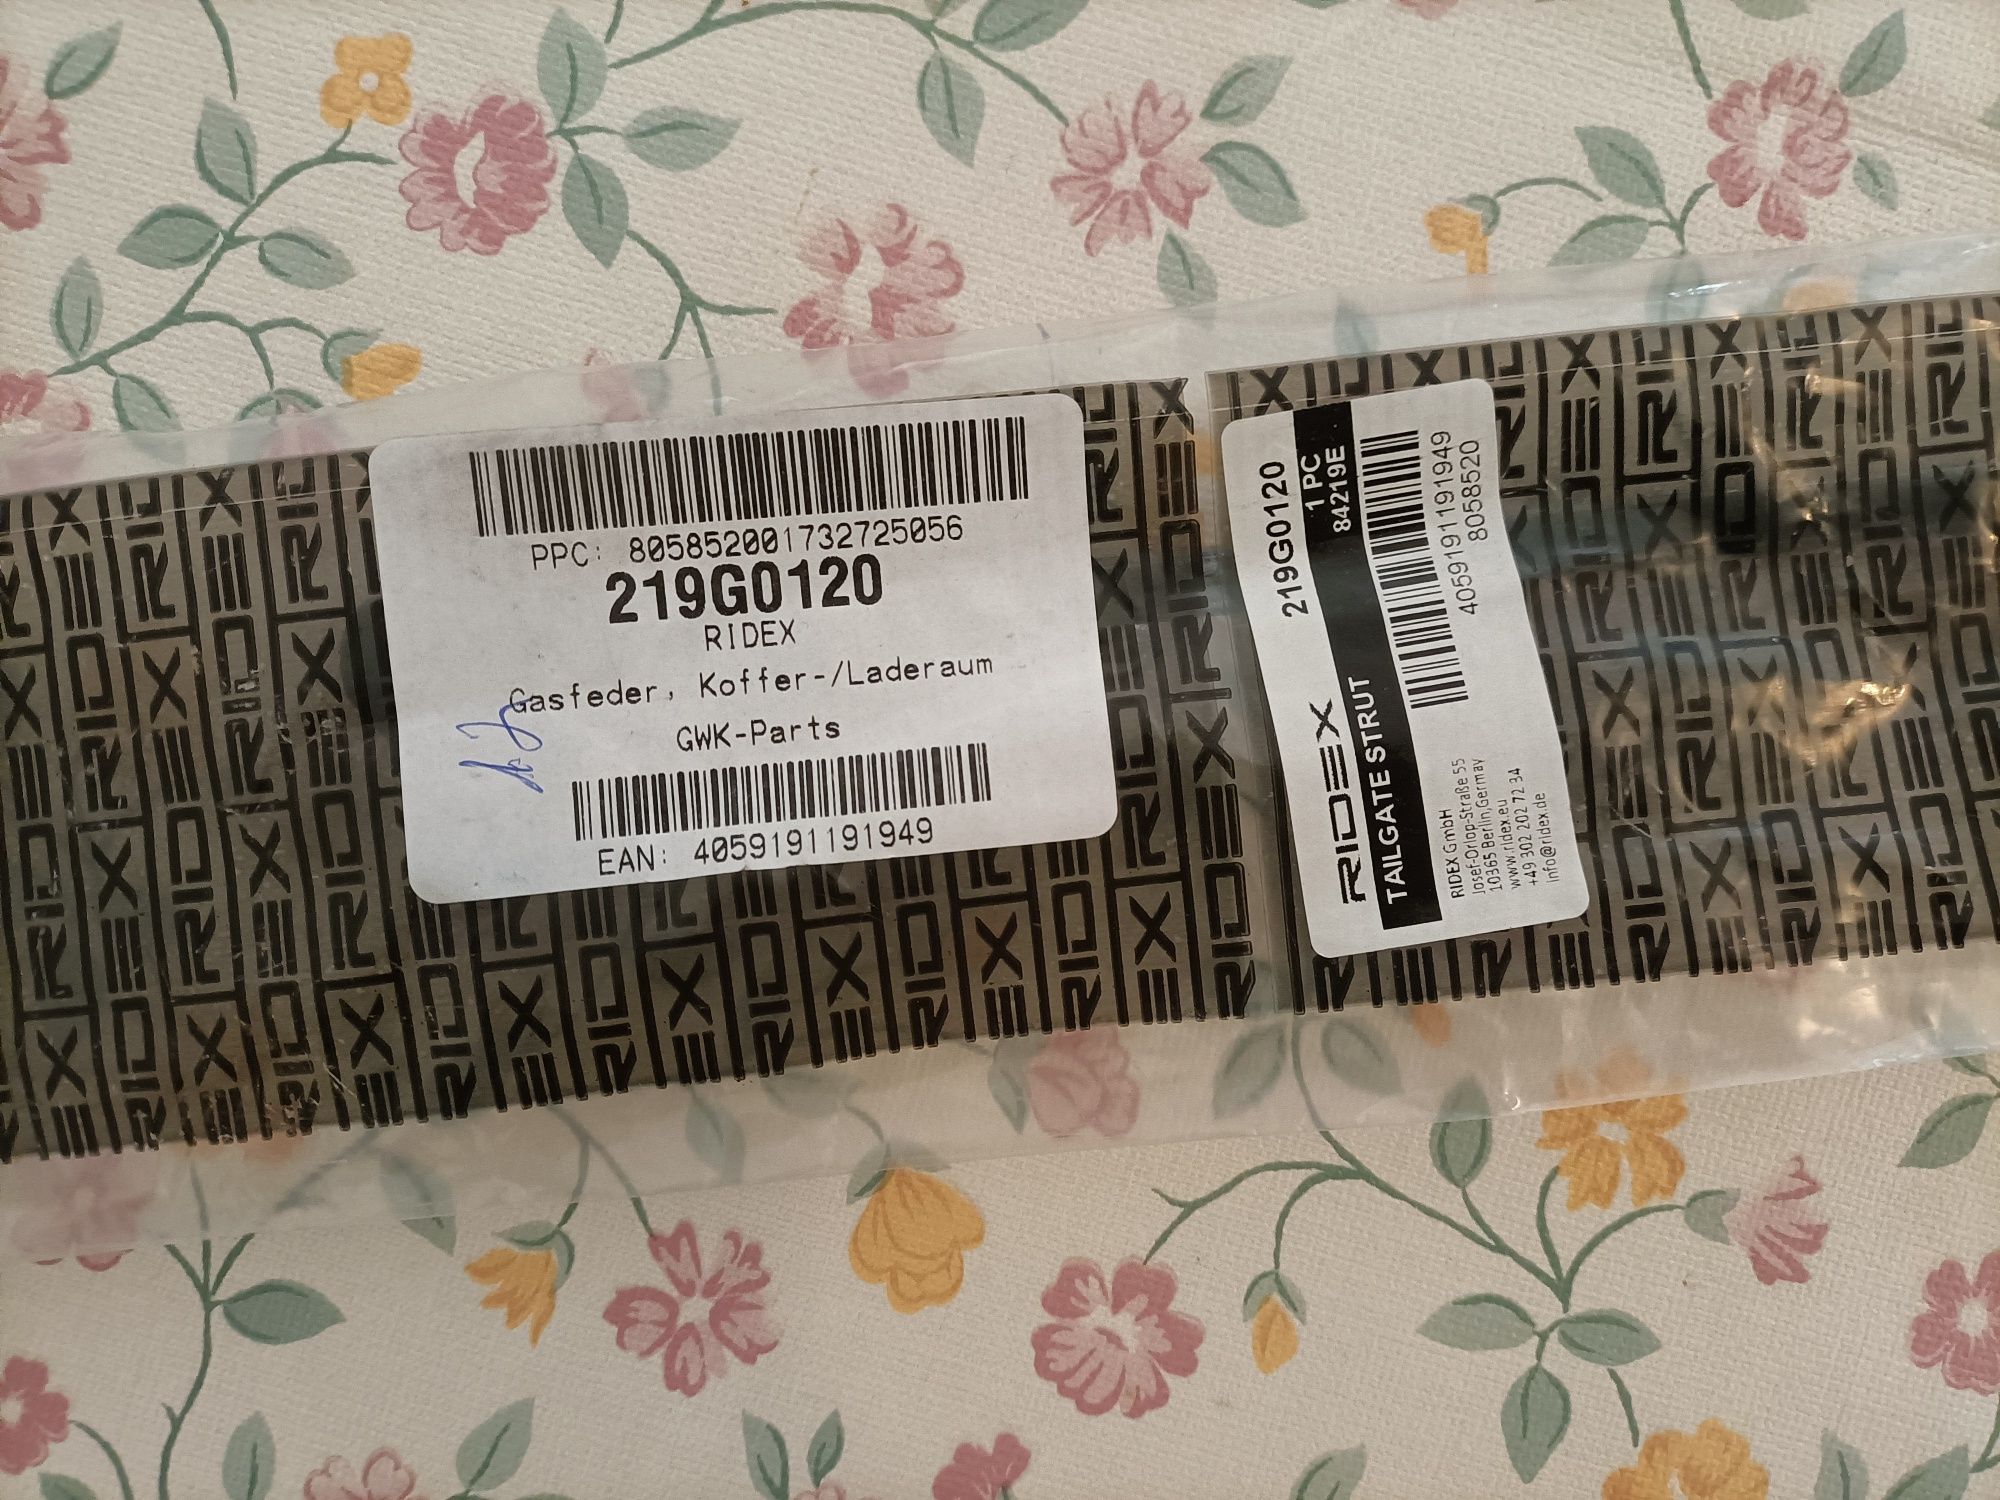 PPC: 805852001732725056
219G0120
RIDEX
Gasfeder, Koffer-/Laderaum
GWK-Parts
EAN: 4059191191949
219G0120
1 PC
84219E
RIDEX
TAILGATE STRUT
4059191191949
8058520
RIDEX GmbH
Josef-Orlop-Straße 55
10365 Berlin,Germay
www.ridex.eu
+49 302 202 72 34
info@ridex.de